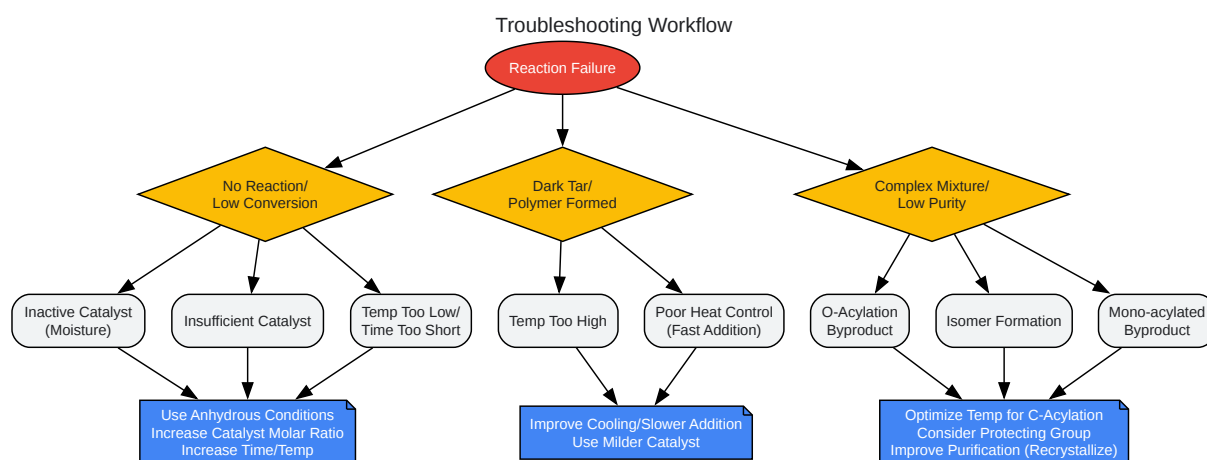 Troubleshooting Workflow
Reaction Failure
No Reaction/
Low Conversion
Dark Tar/
Polymer Formed
Complex Mixture/
Low Purity
Inactive Catalyst
(Moisture)
Insufficient Catalyst
Temp Too Low/
Time Too Short
Temp Too High
Poor Heat Control
(Fast Addition)
O-Acylation
Byproduct
Isomer Formation
Mono-acylated
Byproduct
Use Anhydrous Conditions
Increase Catalyst Molar Ratio
Increase Time/Temp
Improve Cooling/Slower Addition
Use Milder Catalyst
Optimize Temp for C-Acylation
Consider Protecting Group
Improve Purification (Recrystallize)